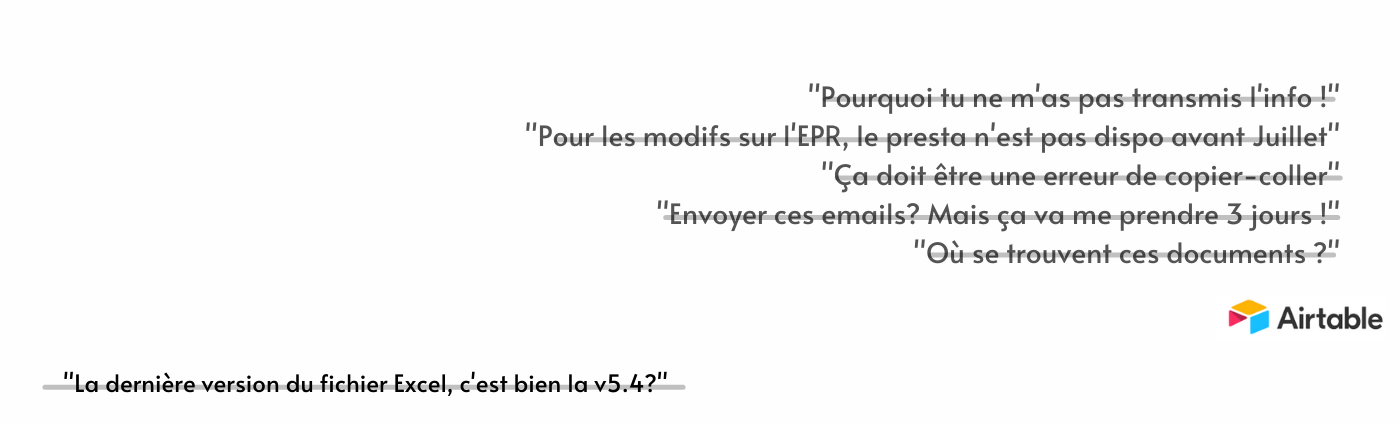 "Pourquoi tu ne m'as pas transmis l'info !"
"Pour les modifs sur l'EPR, le presta n'est pas dispo avant Juillet"
"Ça doit être une erreur de copier-coller"
"Envoyer ces emails? Mais ça va me prendre 3 jours !"
"Où se trouvent ces documents ?"
Airtable
"La dernière version du fichier Excel, c'est bien la v5.4?"